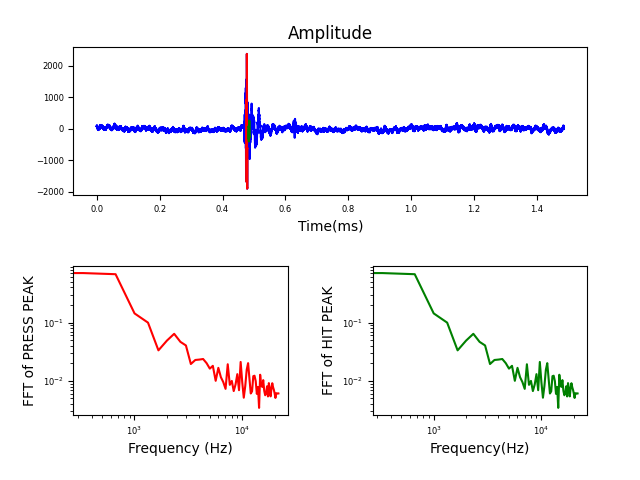 Amplitude
2000
1000
0
−1000
−2000
0.0 0.2 0.4 0.6 0.8 1.0 1.2 1.4
Time(ms)
FFT of PRESS PEAK
10⁻¹
10⁻²
10³ 10⁴
Frequency (Hz)
FFT of HIT PEAK
10⁻¹
10⁻²
10³ 10⁴
Frequency(Hz)